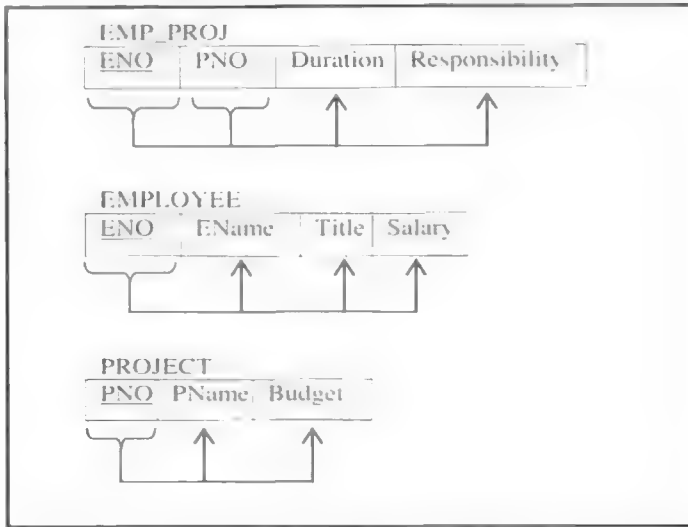 EMP_PROJ
ENO PNO Duration Responsibility
EMPLOYEE
ENO EName Title Salary
PROJECT
PNO PName Budget